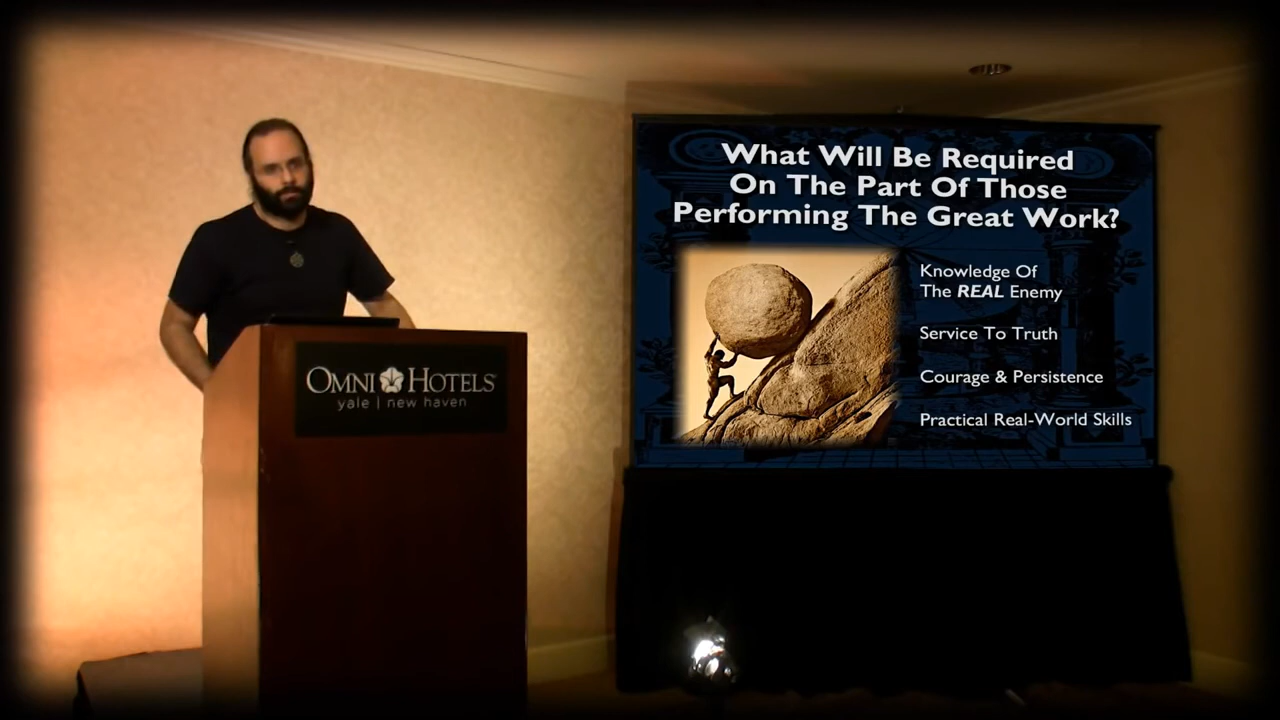 What Will Be Required
On The Part Of Those
Performing The Great Work?
Knowledge Of
The REAL Enemy
Service To Truth
Courage & Persistence
Practical Real-World Skills
OMNI HOTELS
yale | new haven